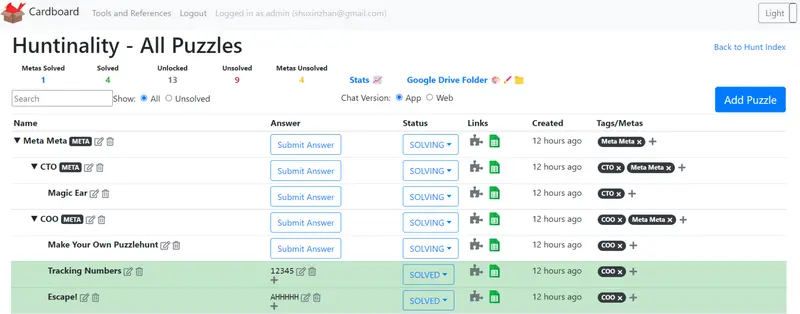 Cardboard Tools and References Logout Logged in as admin (shuxinzhan@gmail.com) Light
Huntinality - All Puzzles
Back to Hunt Index
Metas Solved Solved Unlocked Unsolved Metas Unsolved
1 4 13 9 4 Stats Google Drive Folder
Search Show: All Unsolved Chat Version: App Web
Add Puzzle
Name Answer Status Links Created Tags/Metas
▼ Meta Meta META Submit Answer SOLVING 12 hours ago Meta Meta x +
▼ CTO META Submit Answer SOLVING 12 hours ago CTO x Meta Meta x +
Magic Ear Submit Answer SOLVING 12 hours ago CTO x +
▼ COO META Submit Answer SOLVING 12 hours ago COO x Meta Meta x +
Make Your Own Puzzlehunt Submit Answer SOLVING 12 hours ago COO x +
Tracking Numbers 12345 + SOLVED 12 hours ago COO x +
Escape! AHHHHH + SOLVED 12 hours ago COO x +